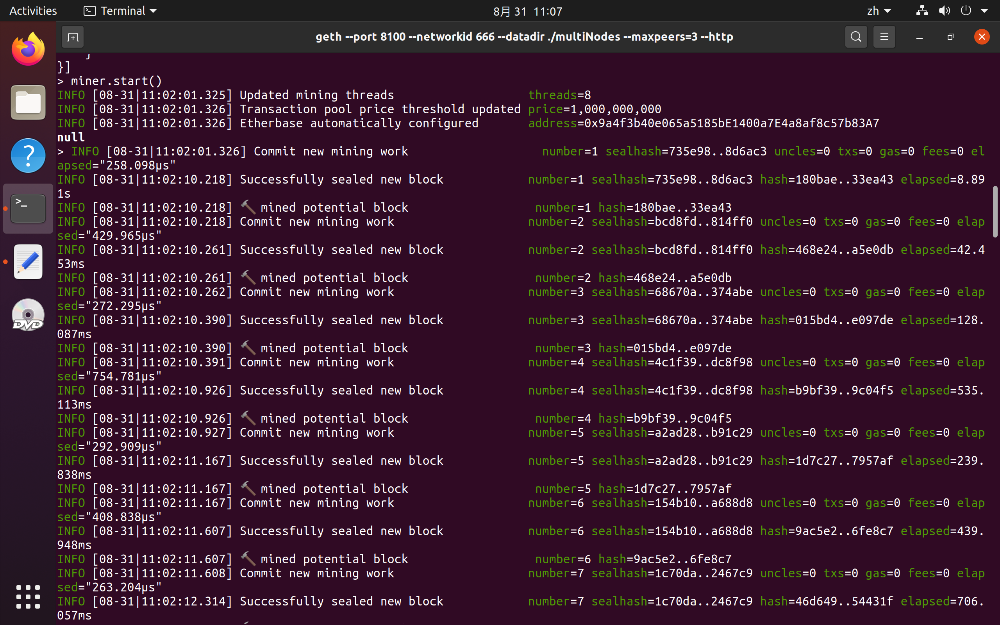 Activities
Terminal
8月 31 11:07
zh
geth --port 8100 --networkid 666 --datadir ./multiNodes --maxpeers=3 --http
}
}]
> miner.start()
INFO [08-31|11:02:01.325] Updated mining threads threads=8
INFO [08-31|11:02:01.326] Transaction pool price threshold updated price=1,000,000,000
INFO [08-31|11:02:01.326] Etherbase automatically configured address=0x9a4f3b40e065a5185bE1400a7E4a8af8c57b83A7
null
> INFO [08-31|11:02:01.326] Commit new mining work number=1 sealhash=735e98..8d6ac3 uncles=0 txs=0 gas=0 fees=0 el
apsed="258.098µs"
INFO [08-31|11:02:10.218] Successfully sealed new block number=1 sealhash=735e98..8d6ac3 hash=180bae..33ea43 elapsed=8.89
1s
INFO [08-31|11:02:10.218] 🔨 mined potential block number=1 hash=180bae..33ea43
INFO [08-31|11:02:10.218] Commit new mining work number=2 sealhash=bcd8fd..814ff0 uncles=0 txs=0 gas=0 fees=0 elap
sed="429.965µs"
INFO [08-31|11:02:10.261] Successfully sealed new block number=2 sealhash=bcd8fd..814ff0 hash=468e24..a5e0db elapsed=42.4
53ms
INFO [08-31|11:02:10.261] 🔨 mined potential block number=2 hash=468e24..a5e0db
INFO [08-31|11:02:10.262] Commit new mining work number=3 sealhash=68670a..374abe uncles=0 txs=0 gas=0 fees=0 elap
sed="272.295µs"
INFO [08-31|11:02:10.390] Successfully sealed new block number=3 sealhash=68670a..374abe hash=015bd4..e097de elapsed=128.
087ms
INFO [08-31|11:02:10.390] 🔨 mined potential block number=3 hash=015bd4..e097de
INFO [08-31|11:02:10.391] Commit new mining work number=4 sealhash=4c1f39..dc8f98 uncles=0 txs=0 gas=0 fees=0 elap
sed="754.781µs"
INFO [08-31|11:02:10.926] Successfully sealed new block number=4 sealhash=4c1f39..dc8f98 hash=b9bf39..9c04f5 elapsed=535.
113ms
INFO [08-31|11:02:10.926] 🔨 mined potential block number=4 hash=b9bf39..9c04f5
INFO [08-31|11:02:10.927] Commit new mining work number=5 sealhash=a2ad28..b91c29 uncles=0 txs=0 gas=0 fees=0 elap
sed="292.909µs"
INFO [08-31|11:02:11.167] Successfully sealed new block number=5 sealhash=a2ad28..b91c29 hash=1d7c27..7957af elapsed=239.
838ms
INFO [08-31|11:02:11.167] 🔨 mined potential block number=5 hash=1d7c27..7957af
INFO [08-31|11:02:11.167] Commit new mining work number=6 sealhash=154b10..a688d8 uncles=0 txs=0 gas=0 fees=0 elap
sed="408.838µs"
INFO [08-31|11:02:11.607] Successfully sealed new block number=6 sealhash=154b10..a688d8 hash=9ac5e2..6fe8c7 elapsed=439.
948ms
INFO [08-31|11:02:11.607] 🔨 mined potential block number=6 hash=9ac5e2..6fe8c7
INFO [08-31|11:02:11.608] Commit new mining work number=7 sealhash=1c70da..2467c9 uncles=0 txs=0 gas=0 fees=0 elap
sed="263.204µs"
INFO [08-31|11:02:12.314] Successfully sealed new block number=7 sealhash=1c70da..2467c9 hash=46d649..54431f elapsed=706.
057ms
DVD